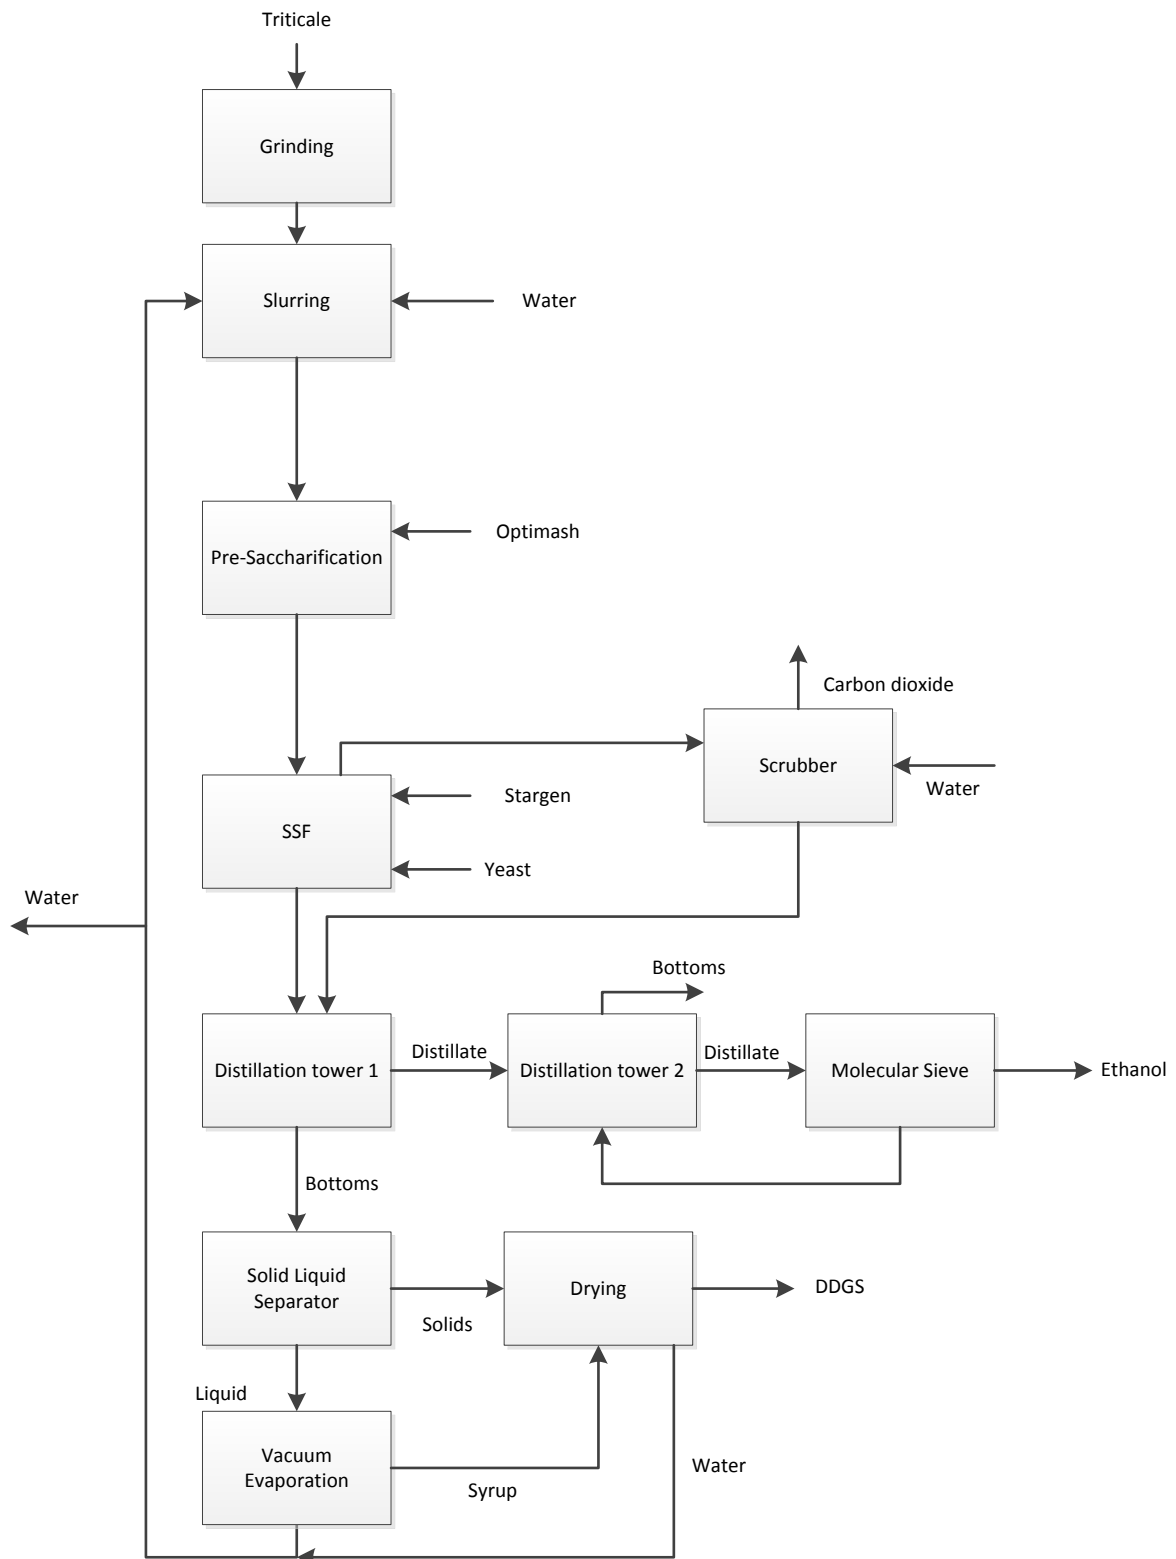 Triticale
Grinding
Slurring
Water
Optimash
Pre-Saccharification
Carbon dioxide
Scrubber
Water
Stargen
SSF
Yeast
Water
Bottoms
Distillate
Distillate
Distillation tower 1
Distillation tower 2
Molecular Sieve
Ethanol
Bottoms
Solid Liquid
Separator
Solids
Drying
DDGS
Liquid
Vacuum
Evaporation
Syrup
Water